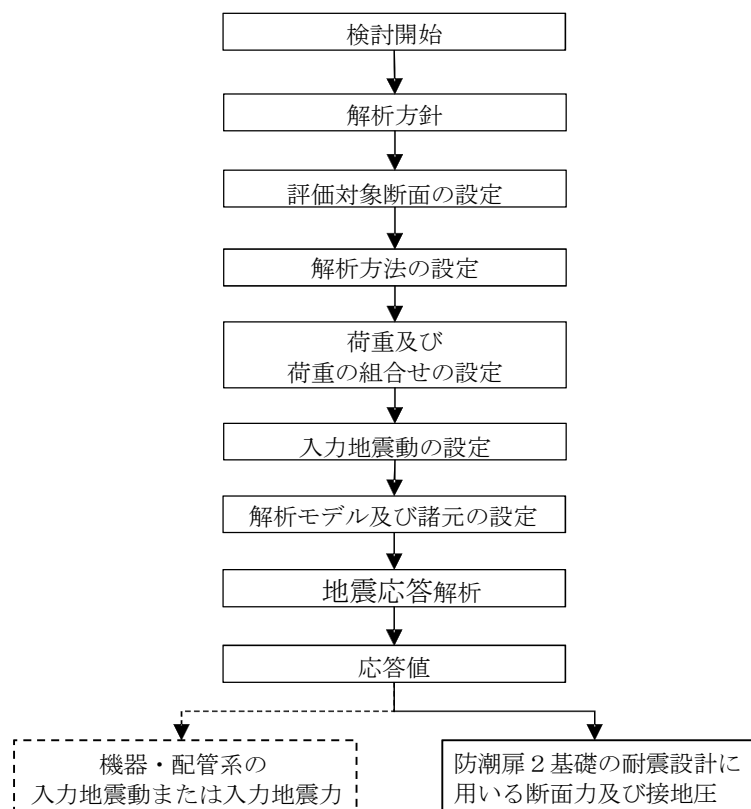 検討開始
解析方針
評価対象断面の設定
解析方法の設定
荷重及び
荷重の組合せの設定
入力地震動の設定
解析モデル及び諸元の設定
地震応答解析
応答値
機器・配管系の
入力地震動または入力地震力
防潮扉２基礎の耐震設計に
用いる断面力及び接地圧